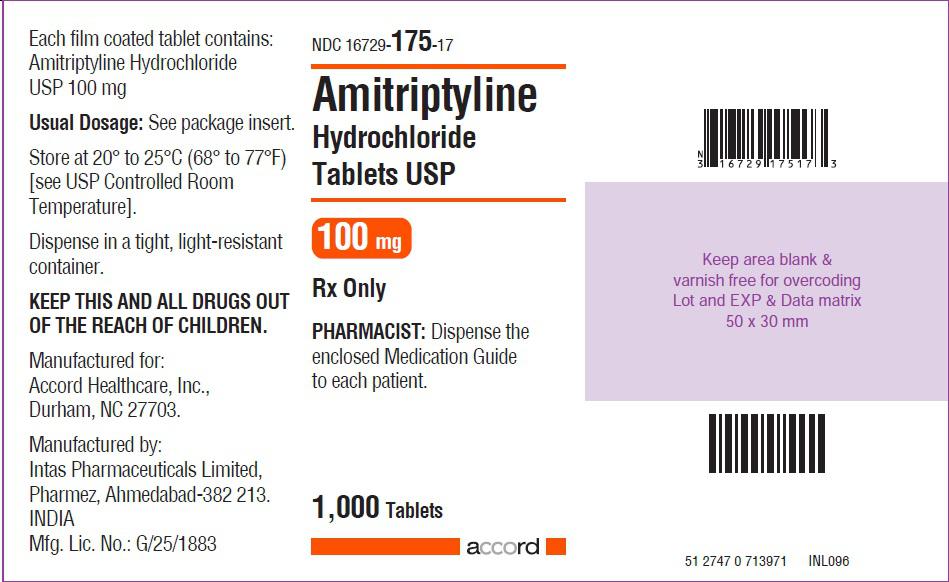 Each film coated tablet contains:
Amitriptyline Hydrochloride
USP 100 mg
Usual Dosage: See package insert.
Store at 20° to 25°C (68° to 77°F)
[see USP Controlled Room
Temperature].
Dispense in a tight, light-resistant
container.
KEEP THIS AND ALL DRUGS OUT
OF THE REACH OF CHILDREN.
Manufactured for:
Accord Healthcare, Inc.,
Durham, NC 27703.
Manufactured by:
Intas Pharmaceuticals Limited,
Pharmez, Ahmedabad-382 213.
INDIA
Mfg. Lic. No.: G/25/1883
NDC 16729-175-17
Amitriptyline
Hydrochloride
Tablets USP
100 mg
Rx Only
PHARMACIST: Dispense the
enclosed Medication Guide
to each patient.
1,000 Tablets
accord
N
3 16729 17517 3
Keep area blank &
varnish free for overcoding
Lot and EXP & Data matrix
50 x 30 mm
51 2747 0 713971 INL096